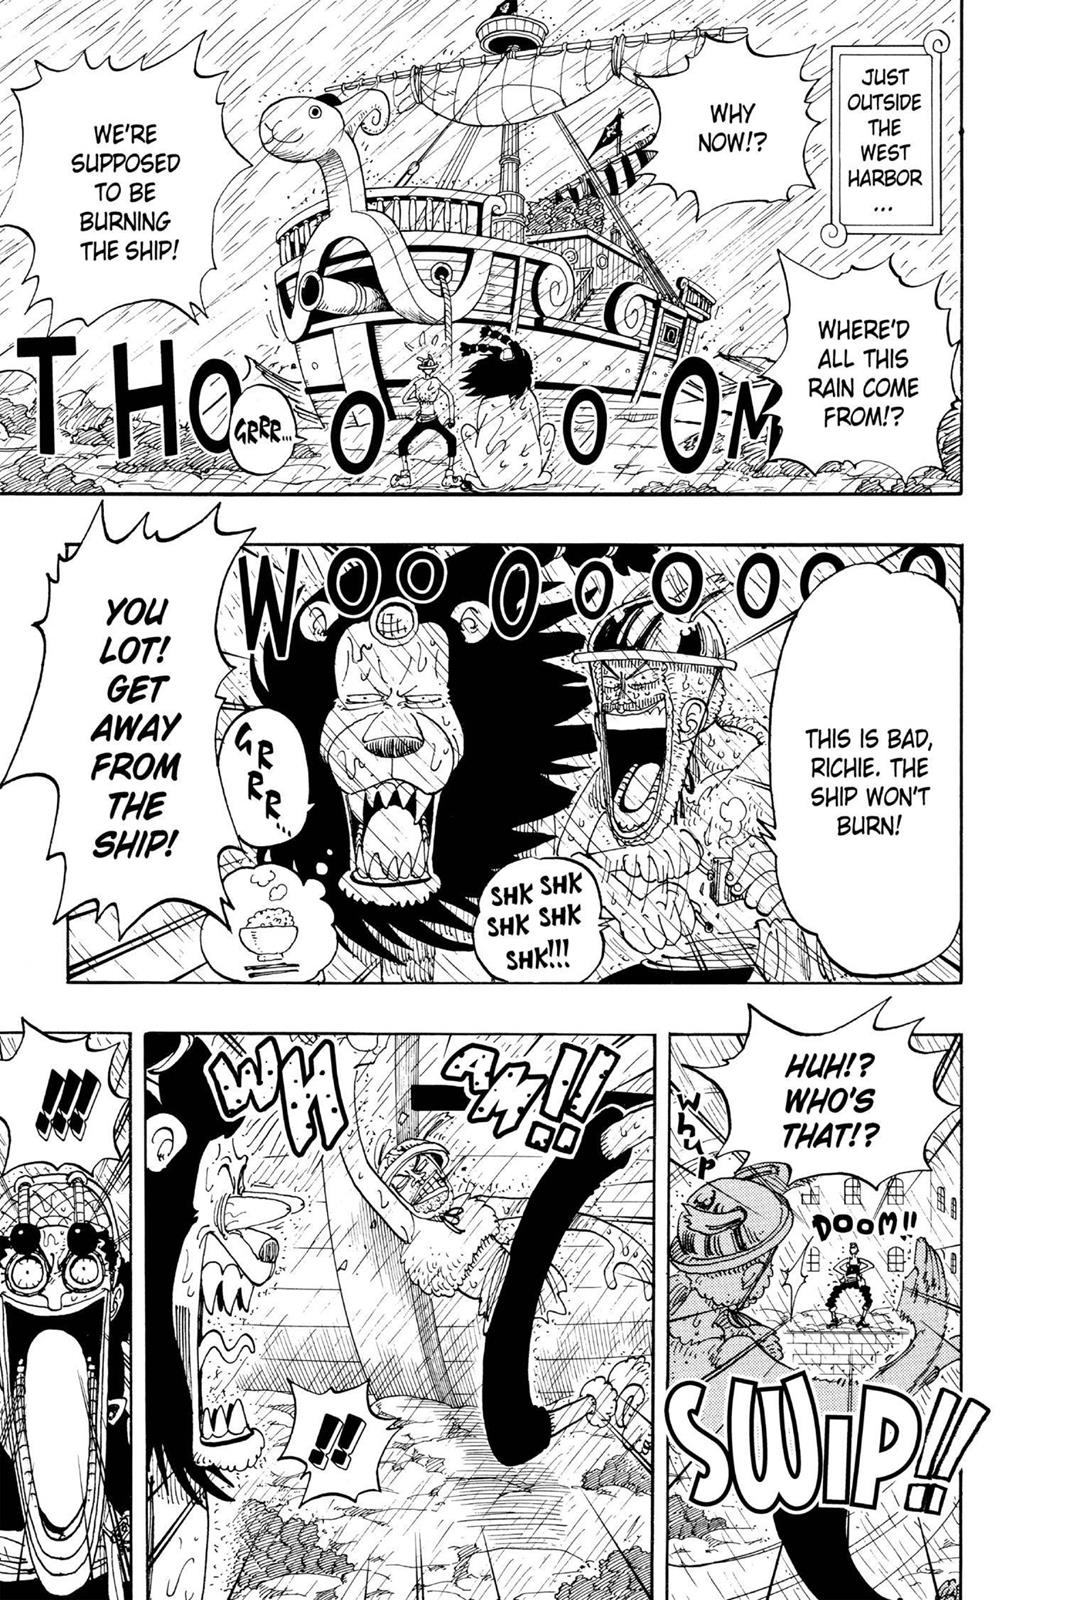 JUST
OUTSIDE
THE
WEST
HARBOR
...
WHY
NOW!?
WHERE'D
ALL THIS
RAIN COME
FROM!?
WE'RE
SUPPOSED
TO BE
BURNING
THE SHIP!
THOOOOM
GRRR...
WOOOOOOOO
THIS IS BAD,
RICHIE. THE
SHIP WON'T
BURN!
SHK SHK
SHK SHK
SHK!!!
GRRR...
YOU
LOT!
GET
AWAY
FROM
THE
SHIP!
HUH!?
WHO'S
THAT!?
Whup
DOOM!!
SWIP!!
!!
!!!